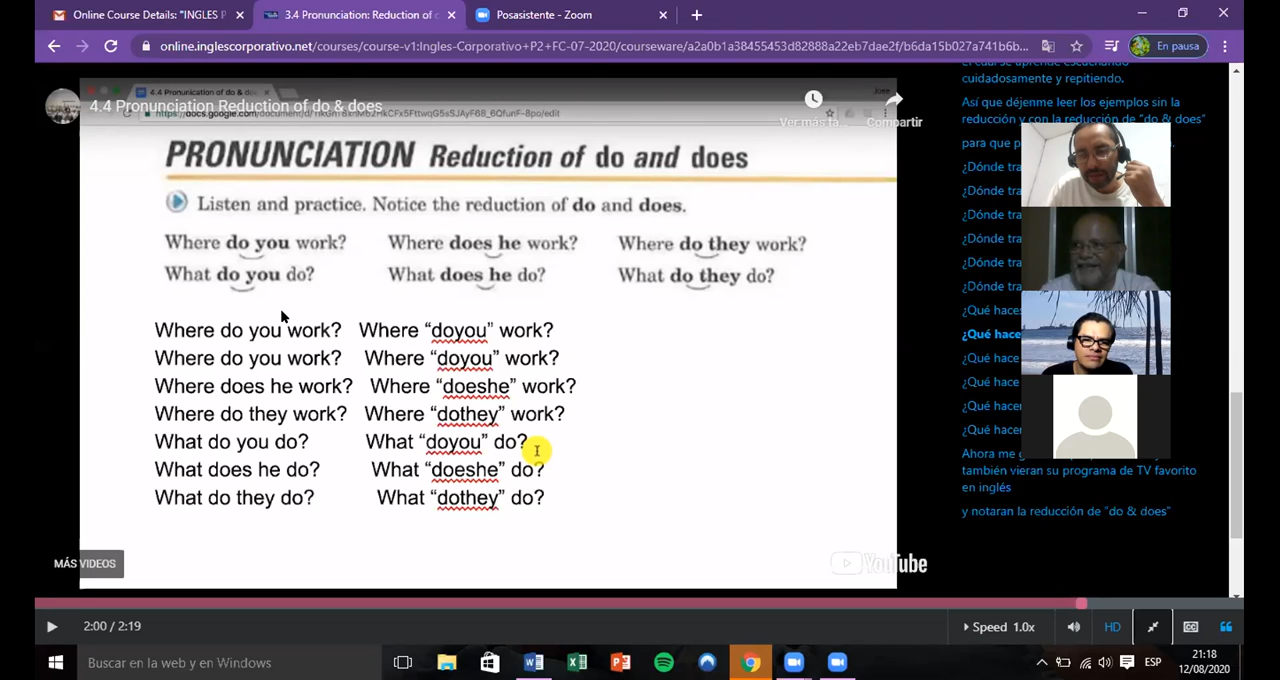 Online Course Details: "INGLES P
3.4 Pronunciation: Reduction of d
Posasistente - Zoom
online.inglescorporativo.net/courses/course-v1:Ingles-Corporativo+P2+FC-07-2020/courseware/a2a0b1a38455453d82888a22eb7dae2f/b6da15b027a741b6b...
En pausa
4.4 Pronunication of do & does
4.4 Pronunciation Reduction of do & does
Ver más ta...
Compartir
PRONUNCIATION Reduction of do and does
Listen and practice. Notice the reduction of do and does.
Where do you work? Where does he work? Where do they work?
What do you do? What does he do? What do they do?
Where do you work? Where “doyou” work?
Where do you work? Where “doyou” work?
Where does he work? Where “doeshe” work?
Where do they work? Where “dothey” work?
What do you do? What “doyou” do?
What does he do? What “doeshe” do?
What do they do? What “dothey” do?
MÁS VIDEOS
YouTube
cuidadosamente y repitiendo,
Así que déjenme leer los ejemplos sin la
reducción y con la reducción de "do & does"
para que p
¿Dónde tra
¿Dónde tra
¿Dónde tra
¿Dónde tra
¿Dónde tra
¿Dónde tra
¿Qué haces
¿Qué hace
¿Qué hace
¿Qué hace
¿Qué hacer
¿Qué hacer
Ahora me g
también vieran su programa de TV favorito
en inglés
y notaran la reducción de "do & does"
2:00 / 2:19
Speed 1.0x
HD
CC
Buscar en la web y en Windows
ESP
21:18
12/08/2020